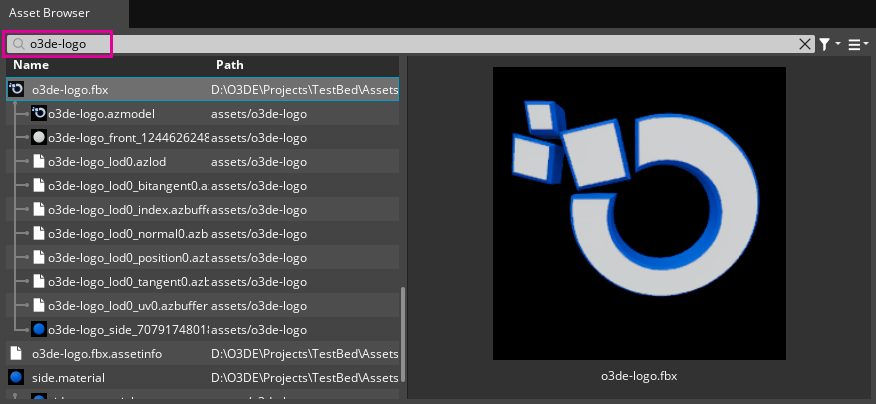 Asset Browser
o3de-logo
Name Path
o3de-logo.fbx D:\O3DE\Projects\TestBed\Assets
o3de-logo.azmodel assets/o3de-logo
o3de-logo_front_1244626248 assets/o3de-logo
o3de-logo_lod0.azlod assets/o3de-logo
o3de-logo_lod0_bitangent0.a assets/o3de-logo
o3de-logo_lod0_index.azbuffe assets/o3de-logo
o3de-logo_lod0_normal0.azb assets/o3de-logo
o3de-logo_lod0_position0.azb assets/o3de-logo
o3de-logo_lod0_tangent0.azb assets/o3de-logo
o3de-logo_lod0_uv0.azbuffer assets/o3de-logo
o3de-logo_side_7079174801 assets/o3de-logo
o3de-logo.fbx.assetinfo D:\O3DE\Projects\TestBed\Assets
side.material D:\O3DE\Projects\TestBed\Assets
o3de-logo.fbx